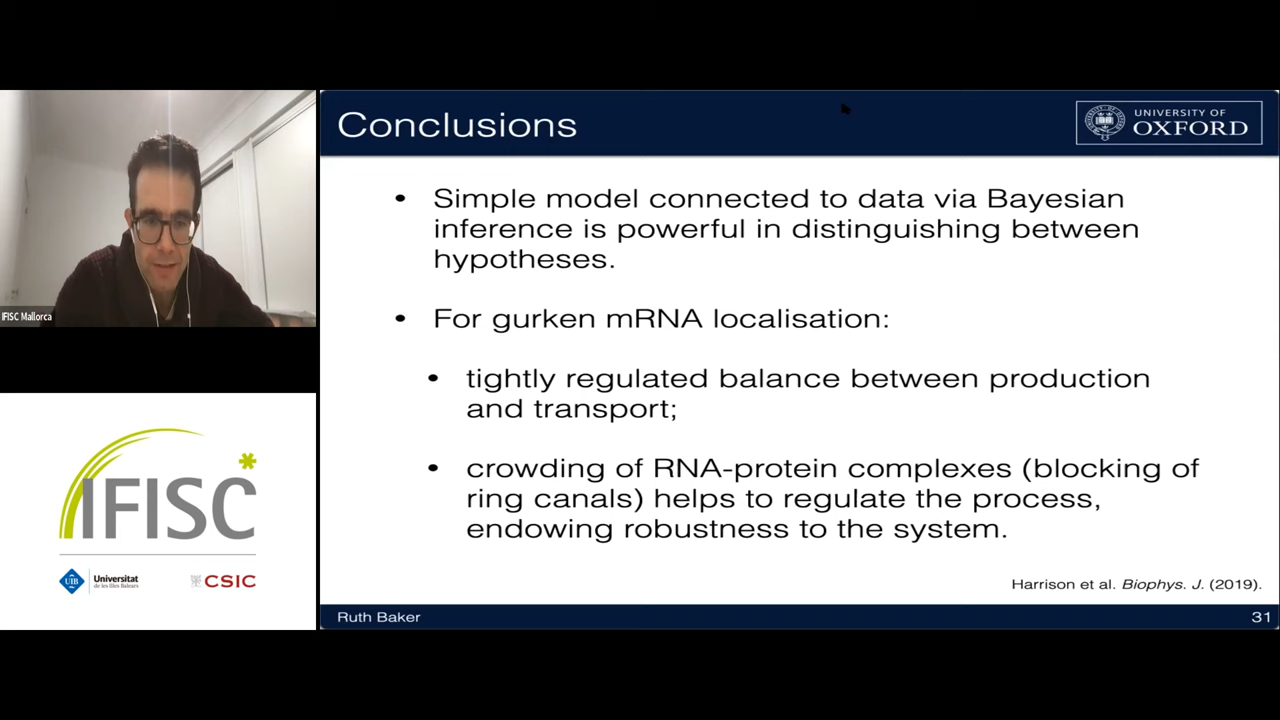 Conclusions
UNIVERSITY OF
OXFORD
• Simple model connected to data via Bayesian
inference is powerful in distinguishing between
hypotheses.
• For gurken mRNA localisation:
• tightly regulated balance between production
and transport;
• crowding of RNA-protein complexes (blocking of
ring canals) helps to regulate the process,
endowing robustness to the system.
Harrison et al. Biophys. J. (2019).
Ruth Baker
31
IFISC Mallorca
IFISC
UIB
Universitat
de les Illes Balears
CSIC